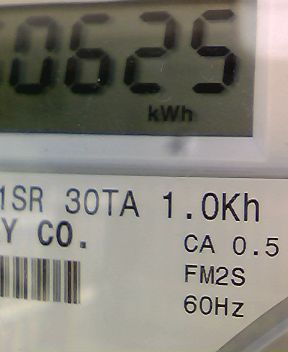 0625
kWh
1SR 30TA 1.0Kh
Y CO.
CA 0.5
FM2S
60Hz